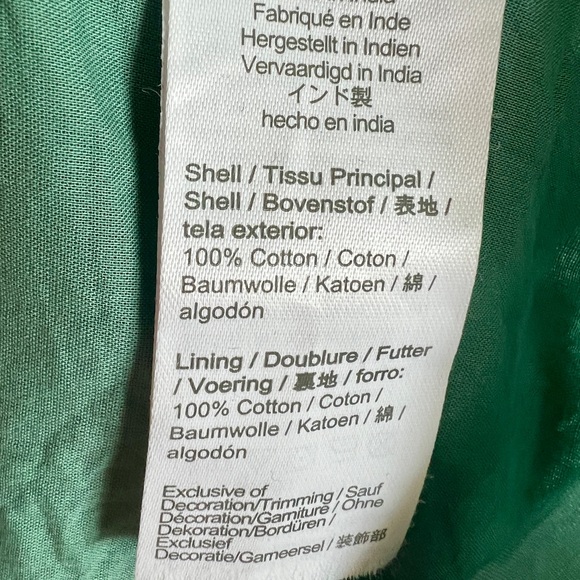 Fabriqué en Inde
Hergestellt in Indien
Vervaardigd in India
インド製
hecho en india
Shell / Tissu Principal /
Shell / Bovenstof / 表地 /
tela exterior:
100% Cotton / Coton /
Baumwolle / Katoen / 綿 /
algodón
Lining / Doublure / Futter
/ Voering / 裏地 / forro:
100% Cotton / Coton /
Baumwolle / Katoen / 綿 /
algodón
Exclusive of
Decoration/Trimming / Sauf
Décoration/Garniture / Ohne
Dekoration/Bordüren /
Exclusief
Decoratie/Gameersel / 装飾部